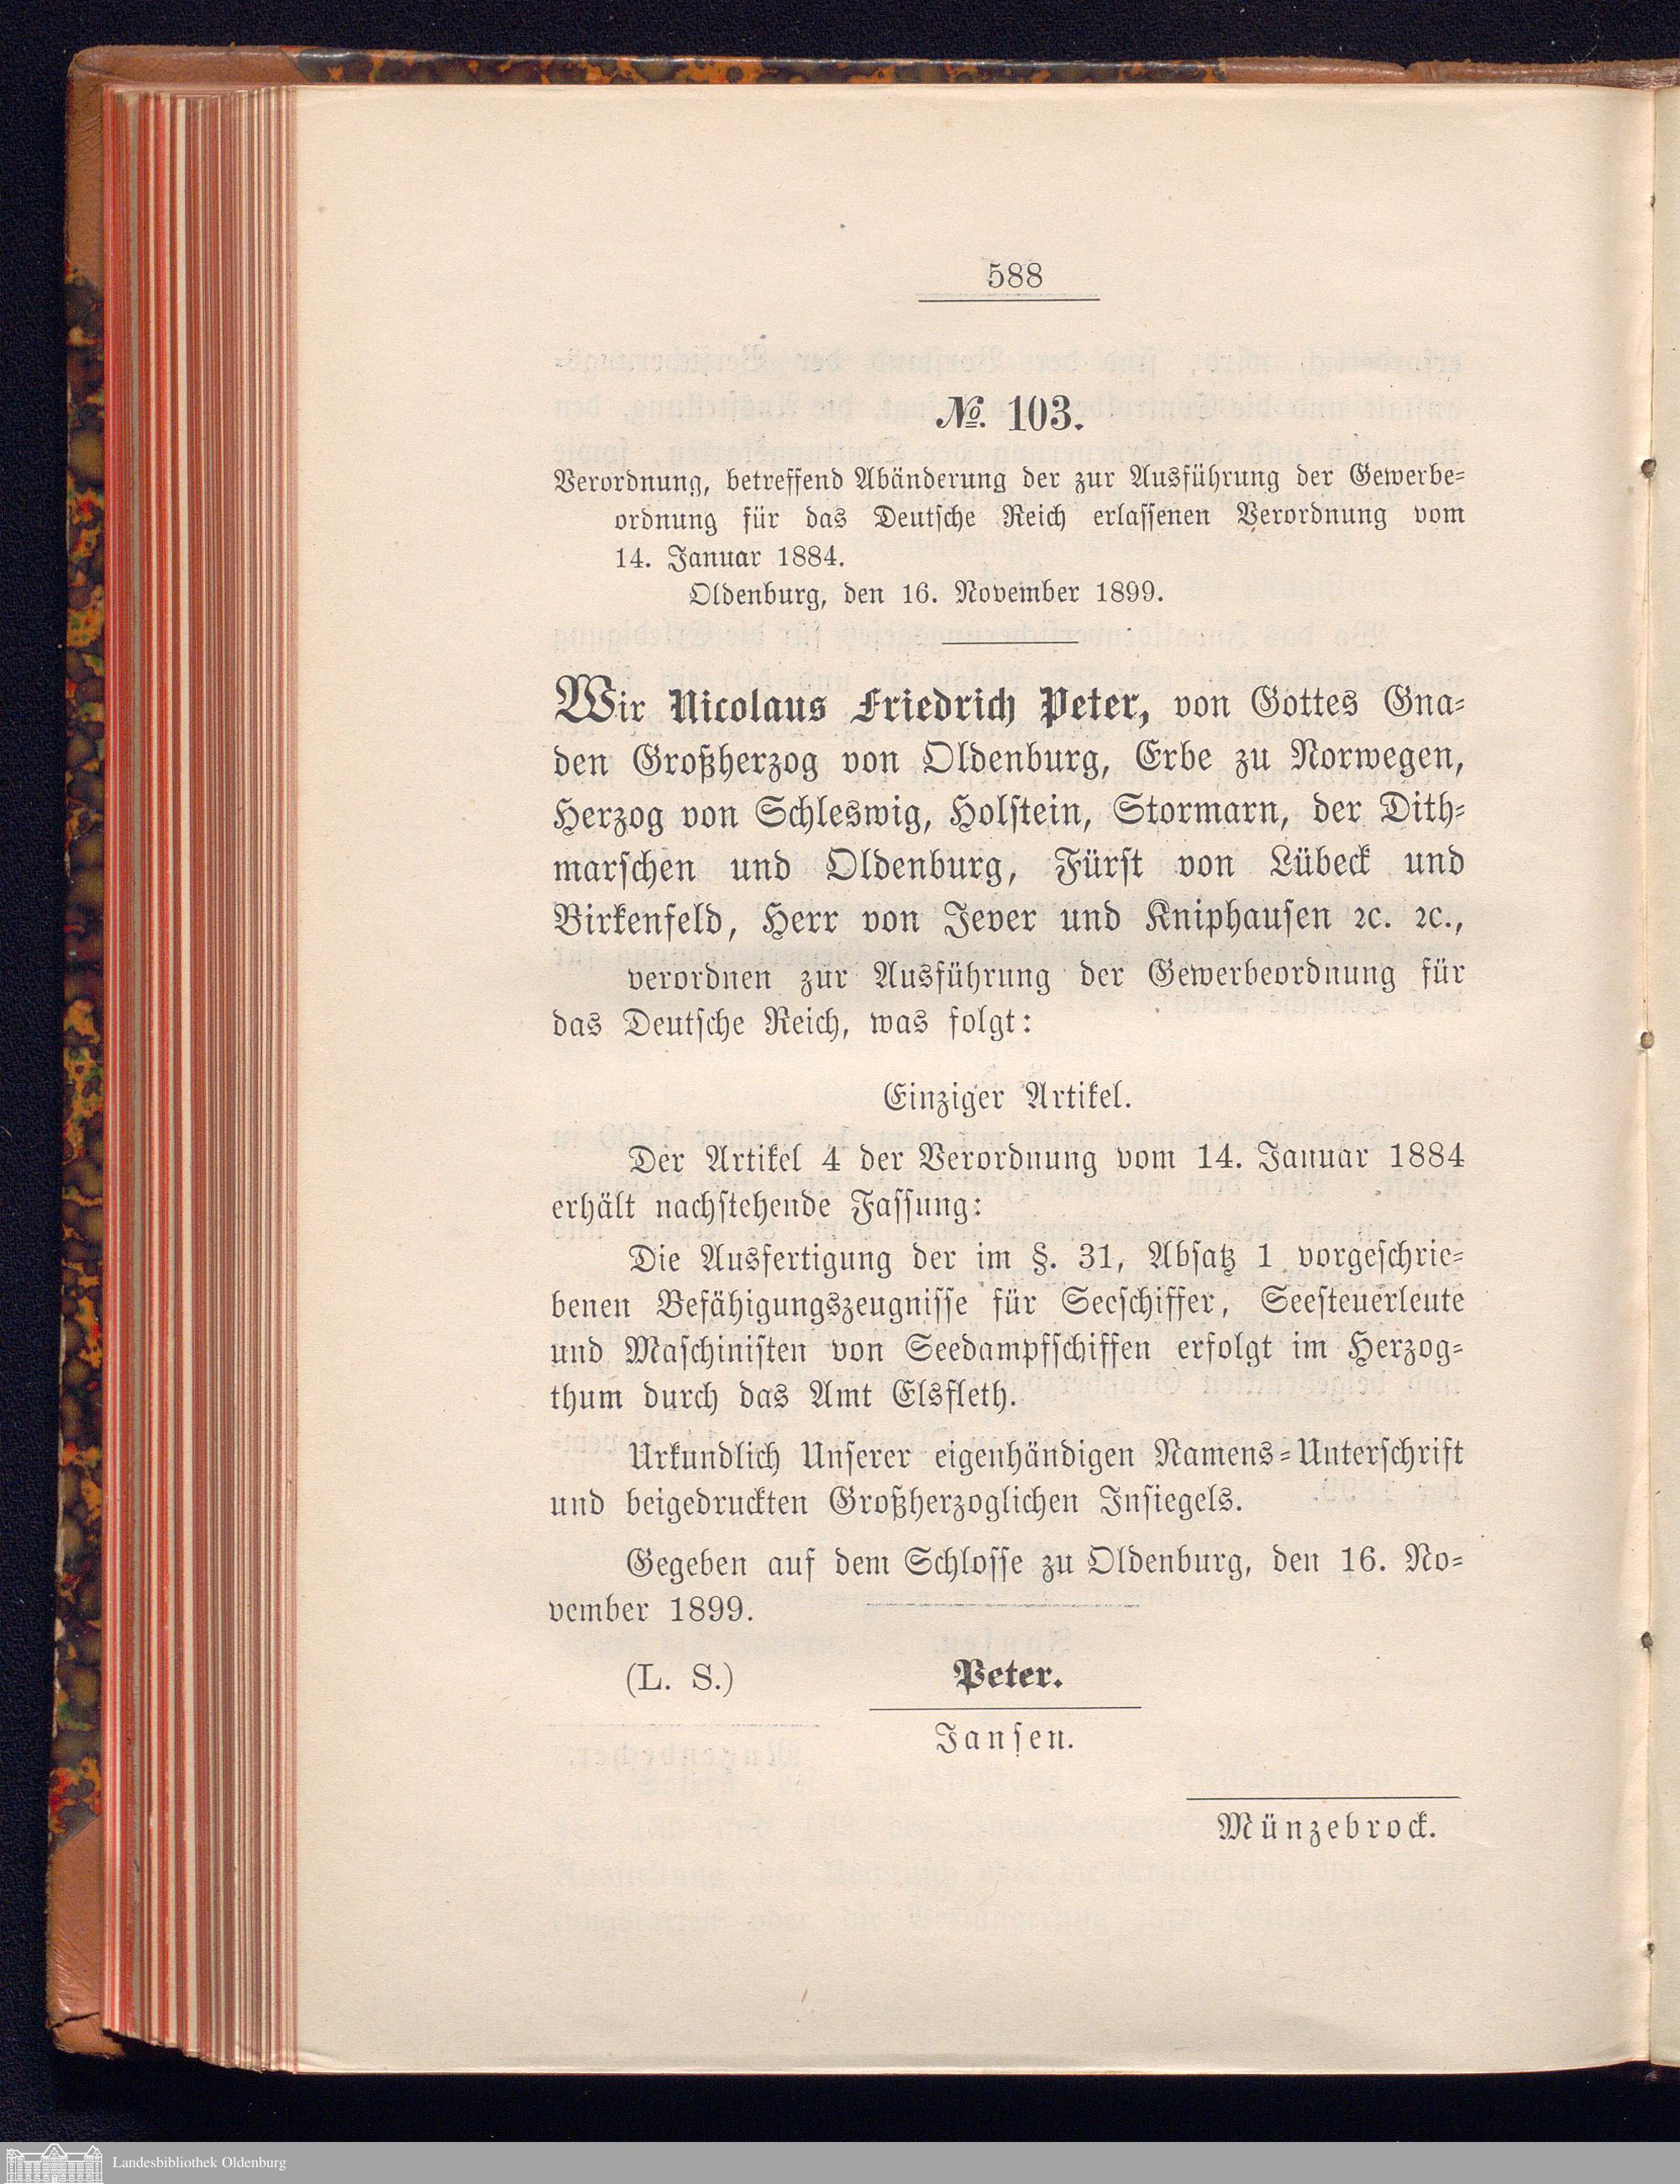 588
№. 103.
Verordnung, betreffend Abänderung der zur Ausführung der Gewerbe-
ordnung für das Deutsche Reich erlassenen Verordnung vom
14. Januar 1884.
Oldenburg, den 16. November 1899.
Wir Nicolaus Friedrich Peter, von Gottes Gna-
den Großherzog von Oldenburg, Erbe zu Norwegen,
Herzog von Schleswig, Holstein, Stormarn, der Dith-
marschen und Oldenburg, Fürst von Lübeck und
Birkenfeld, Herr von Jever und Kniphausen ꝛc. ꝛc.,
verordnen zur Ausführung der Gewerbeordnung für
das Deutsche Reich, was folgt:
Einziger Artikel.
Der Artikel 4 der Verordnung vom 14. Januar 1884
erhält nachstehende Fassung:
Die Ausfertigung der im §. 31, Absatz 1 vorgeschrie-
benen Befähigungszeugnisse für Seeschiffer, Seesteuerleute
und Maschinisten von Seedampfschiffen erfolgt im Herzog-
thum durch das Amt Elsfleth.
Urkundlich Unserer eigenhändigen Namens-Unterschrift
und beigedruckten Großherzoglichen Insiegels.
Gegeben auf dem Schlosse zu Oldenburg, den 16. No-
vember 1899.
(L. S.) Peter.
Jansen.
Münzebrock.
Landesbibliothek Oldenburg